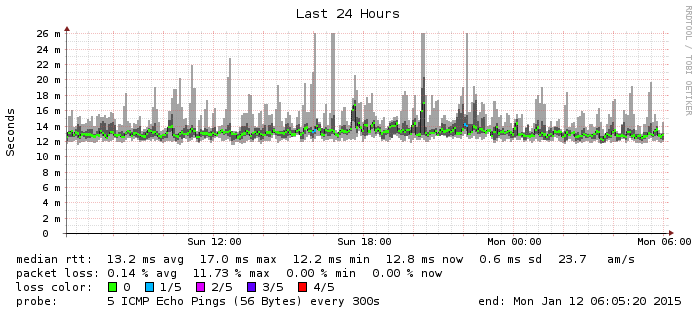 Last 24 Hours
RRDTOOL / TOBI OETIKER
Seconds
26 m
24 m
22 m
20 m
18 m
16 m
14 m
12 m
10 m
8 m
6 m
4 m
2 m
0
Sun 12:00 Sun 18:00 Mon 00:00 Mon 06:00
median rtt: 13.2 ms avg 17.0 ms max 12.2 ms min 12.8 ms now 0.6 ms sd 23.7 am/s
packet loss: 0.14 % avg 11.73 % max 0.00 % min 0.00 % now
loss color: 0 1/5 2/5 3/5 4/5
probe: 5 ICMP Echo Pings (56 Bytes) every 300s end: Mon Jan 12 06:05:20 2015